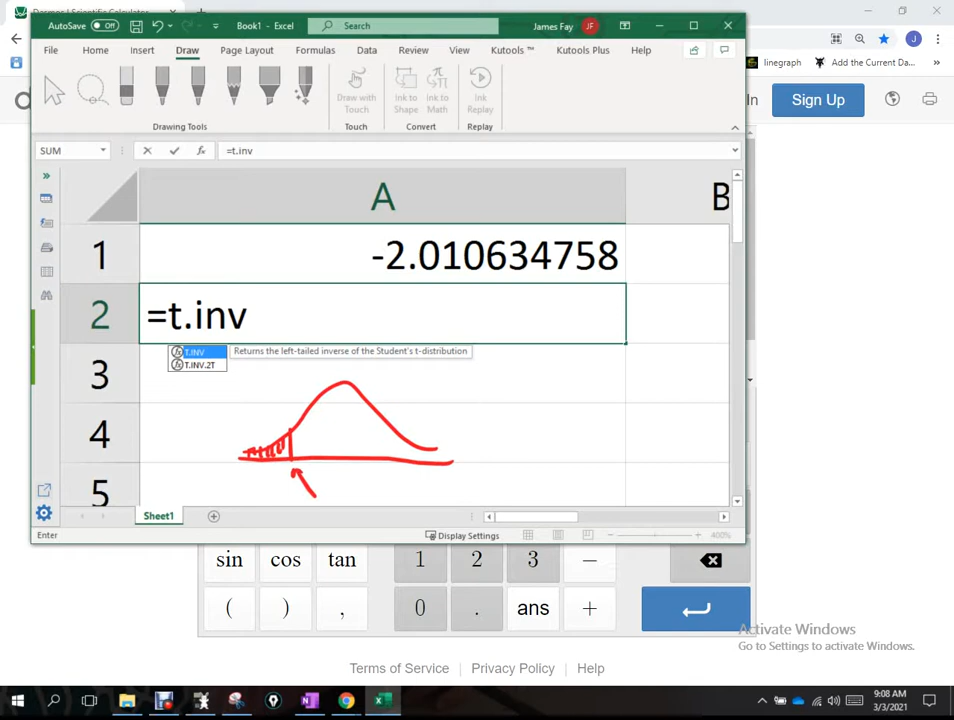 Desmos | Scientific Calculator
linegraph
Add the Current Da...
In
Sign Up
AutoSave Off
Book1 - Excel
Search
James Fay
JF
File Home Insert Draw Page Layout Formulas Data Review View Kutools ™ Kutools Plus Help
Draw with
Touch
Ink to
Shape
Ink to
Math
Ink
Replay
Drawing Tools
Touch
Convert
Replay
SUM
fx
=t.inv
A
B
1
-2.010634758
2
=t.inv
T.INV
Returns the left-tailed inverse of the Student's t-distribution
T.INV.2T
3
4
5
Sheet1
Enter
Display Settings
400%
sin cos tan 1 2 3 −
( ) , 0 . ans +
Activate Windows
Go to Settings to activate Windows.
Terms of Service | Privacy Policy | Help
9:08 AM
3/3/2021